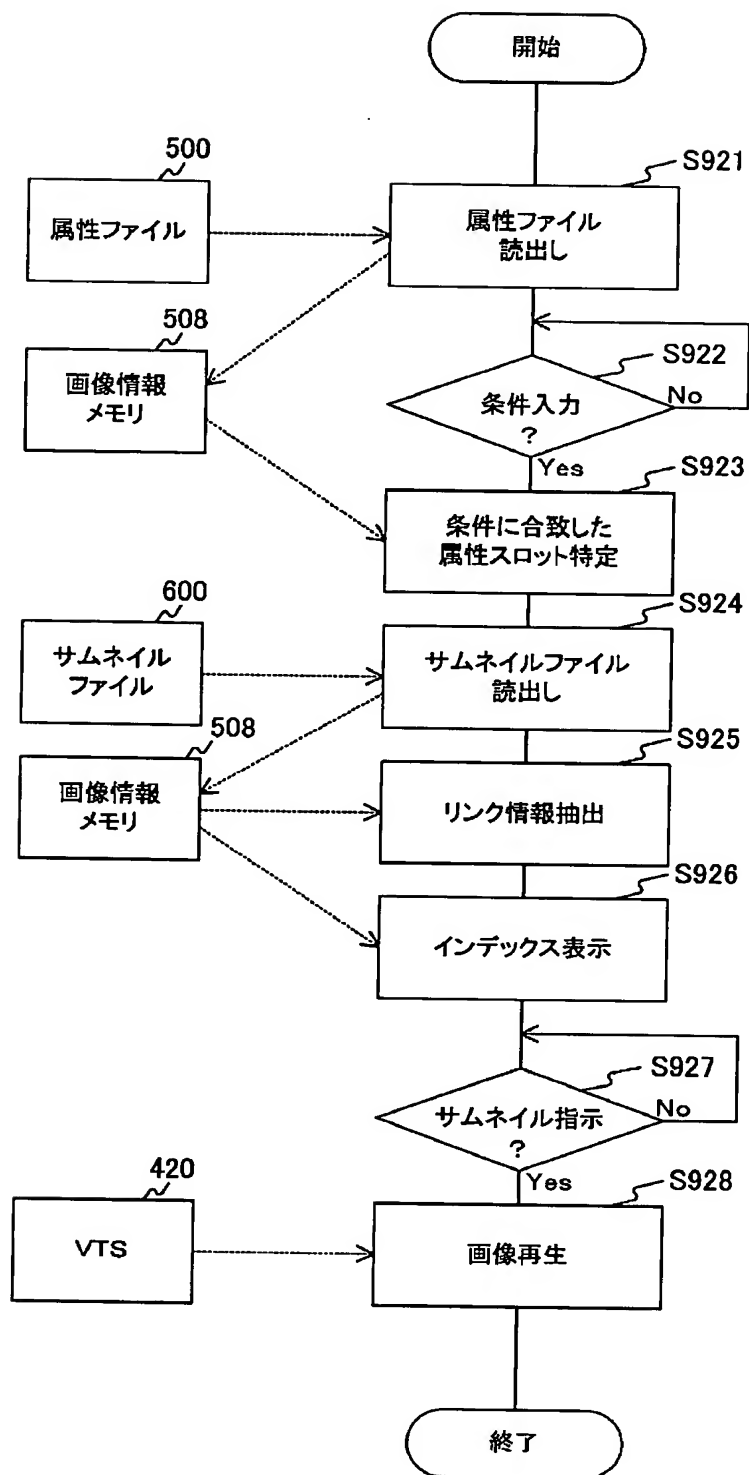 開始
500
属性ファイル
S921
属性ファイル
読出し
508
画像情報
メモリ
S922
条件入力
?
No
Yes
S923
条件に合致した
属性スロット特定
600
サムネイル
ファイル
S924
サムネイルファイル
読出し
508
画像情報
メモリ
S925
リンク情報抽出
S926
インデックス表示
S927
サムネイル指示
?
No
Yes
420
VTS
S928
画像再生
終了